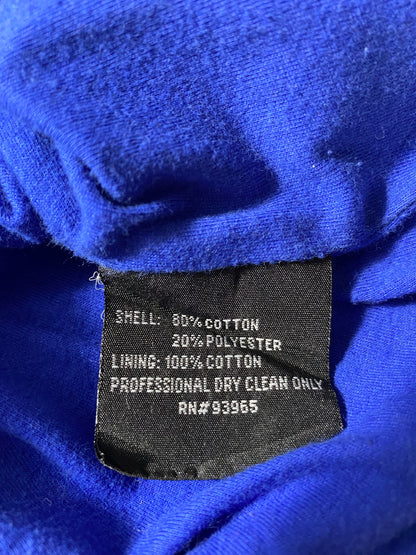 SHELL: 80% COTTON
20% POLYESTER
LINING: 100% COTTON
PROFESSIONAL DRY CLEAN ONLY
RN# 93965